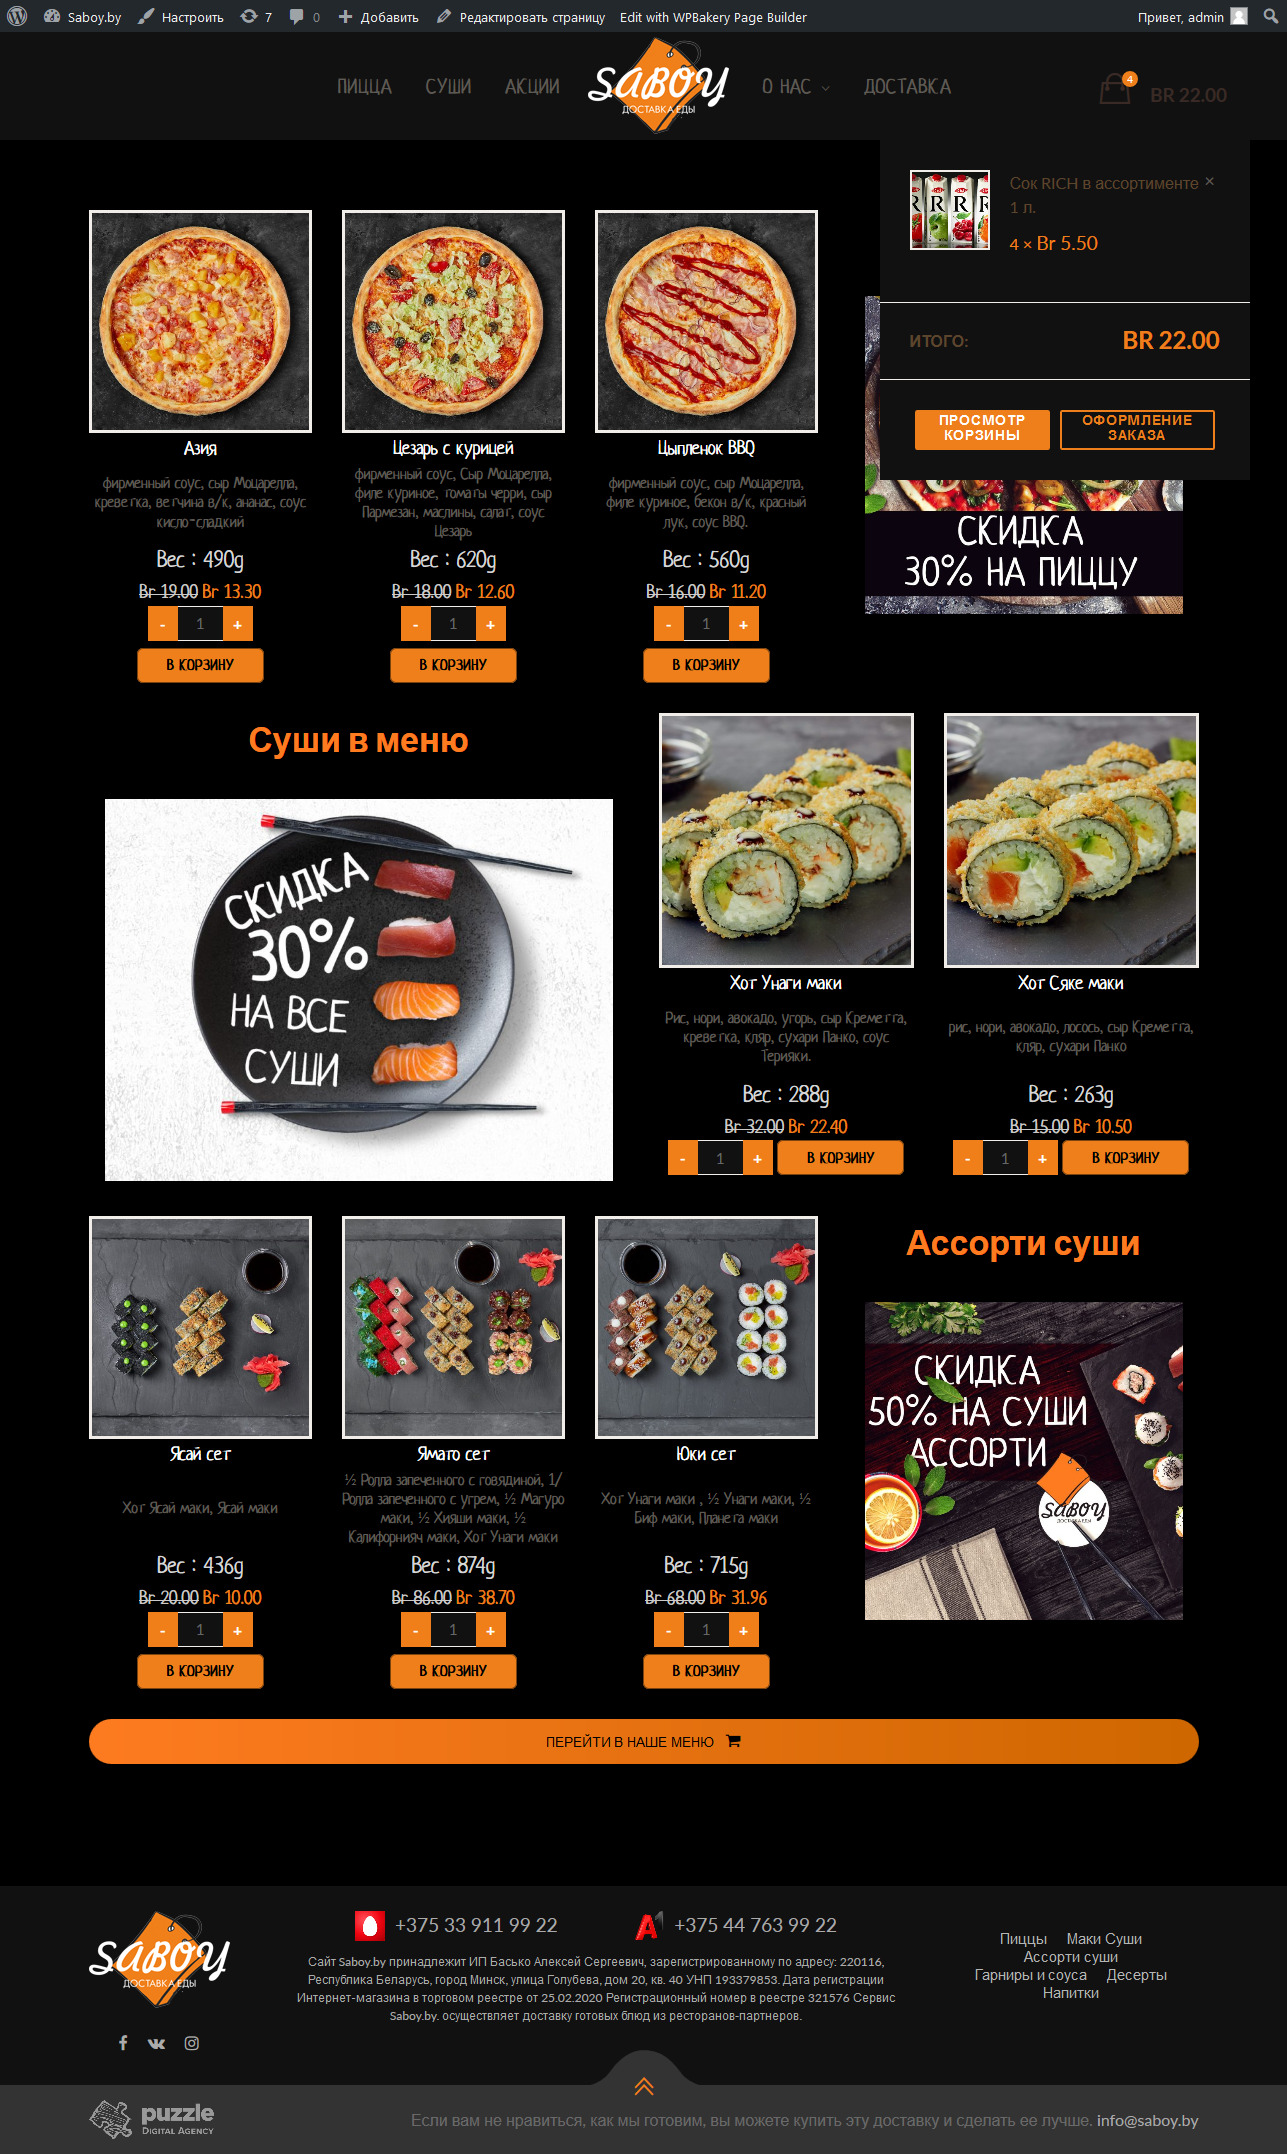 Saboy.by Настроить 7 0 Добавить Редактировать страницу Edit with WPBakery Page Builder Привет, admin
ПИЦЦА СУШИ АКЦИИ SABOY ДОСТАВКА ЕДЫ О НАС ДОСТАВКА 4 BR 22.00
Сок RICH в ассортименте ×
1 л.
4 × Br 5.50
ИТОГО: BR 22.00
ПРОСМОТР КОРЗИНЫ
ОФОРМЛЕНИЕ ЗАКАЗА
Азия
фирменный соус, сыр Моцарелла,
креветка, ветчина в/к, ананас, соус
кисло-сладкий
Вес : 490g
Br 19.00 Br 13.30
- 1 +
В КОРЗИНУ
Цезарь с курицей
фирменный соус, Сыр Моцарелла,
филе куриное, томаты черри, сыр
Пармезан, маслины, салат, соус
Цезарь
Вес : 620g
Br 18.00 Br 12.60
- 1 +
В КОРЗИНУ
Цыпленок BBQ
фирменный соус, сыр Моцарелла,
филе куриное, бекон в/к, красный
лук, соус BBQ.
Вес : 560g
Br 16.00 Br 11.20
- 1 +
В КОРЗИНУ
СКИДКА
30% НА ПИЦЦУ
Суши в меню
СКИДКА
30%
НА ВСЕ
СУШИ
Хот Унаги маки
Рис, нори, авокадо, угорь, сыр Креметта,
креветка, кляр, сухари Панко, соус
Терияки.
Вес : 288g
Br 32.00 Br 22.40
- 1 + В КОРЗИНУ
Хот Сяке маки
рис, нори, авокадо, лосось, сыр Креметта,
кляр, сухари Панко
Вес : 263g
Br 15.00 Br 10.50
- 1 + В КОРЗИНУ
Ясай сет
Хот Ясай маки, Ясай маки
Вес : 436g
Br 20.00 Br 10.00
- 1 +
В КОРЗИНУ
Ямато сет
½ Ролла запеченного с говядиной, 1/
Ролла запеченного с угрем, ½ Магуро
маки, ½ Хияши маки, ½
Калифорнияч маки, Хот Унаги маки
Вес : 874g
Br 86.00 Br 38.70
- 1 +
В КОРЗИНУ
Юки сет
Хот Унаги маки , ½ Унаги маки, ½
Биф маки, Планета маки
Вес : 715g
Br 68.00 Br 31.96
- 1 +
В КОРЗИНУ
Ассорти суши
СКИДКА
50% НА СУШИ
АССОРТИ
SABOY
ДОСТАВКА ЕДЫ
ПЕРЕЙТИ В НАШЕ МЕНЮ
SABOY
ДОСТАВКА ЕДЫ
+375 33 911 99 22 +375 44 763 99 22
Сайт Saboy.by принадлежит ИП Басько Алексей Сергеевич, зарегистрированному по адресу: 220116,
Республика Беларусь, город Минск, улица Голубева, дом 20, кв. 40 УНП 193379853. Дата регистрации
Интернет-магазина в торговом реестре от 25.02.2020 Регистрационный номер в реестре 321576 Сервис
Saboy.by. осуществляет доставку готовых блюд из ресторанов-партнеров.
Пиццы Маки Суши
Ассорти суши
Гарниры и соуса Десерты
Напитки
puzzle
DIGITAL AGENCY
Если вам не нравиться, как мы готовим, вы можете купить эту доставку и сделать ее лучше. info@saboy.by